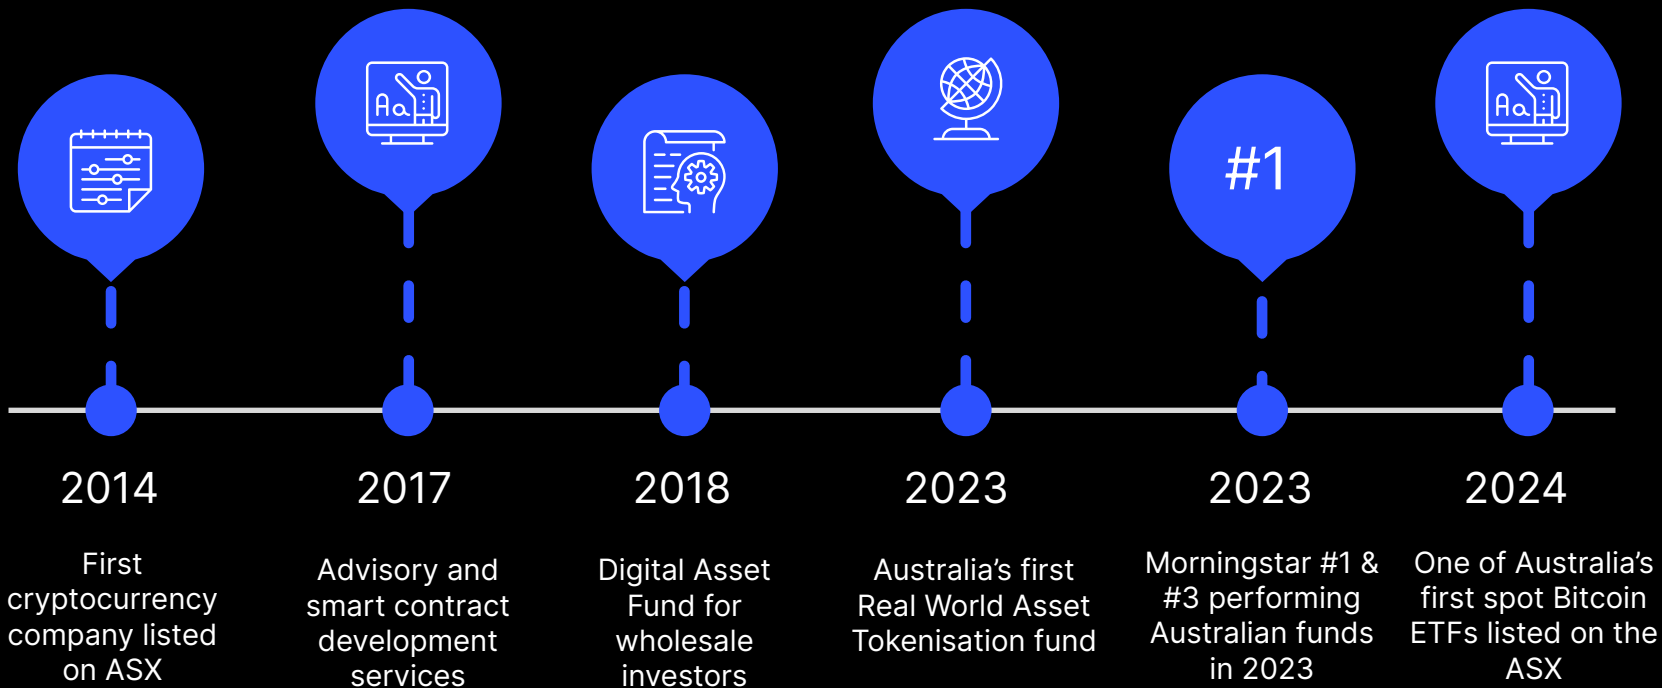 Aa
Aa
#1
2014
First
cryptocurrency
company listed
on ASX
2017
Advisory and
smart contract
development
services
2018
Digital Asset
Fund for
wholesale
investors
2023
Australia’s first
Real World Asset
Tokenisation fund
2023
Morningstar #1 &
#3 performing
Australian funds
in 2023
2024
One of Australia’s
first spot Bitcoin
ETFs listed on the
ASX